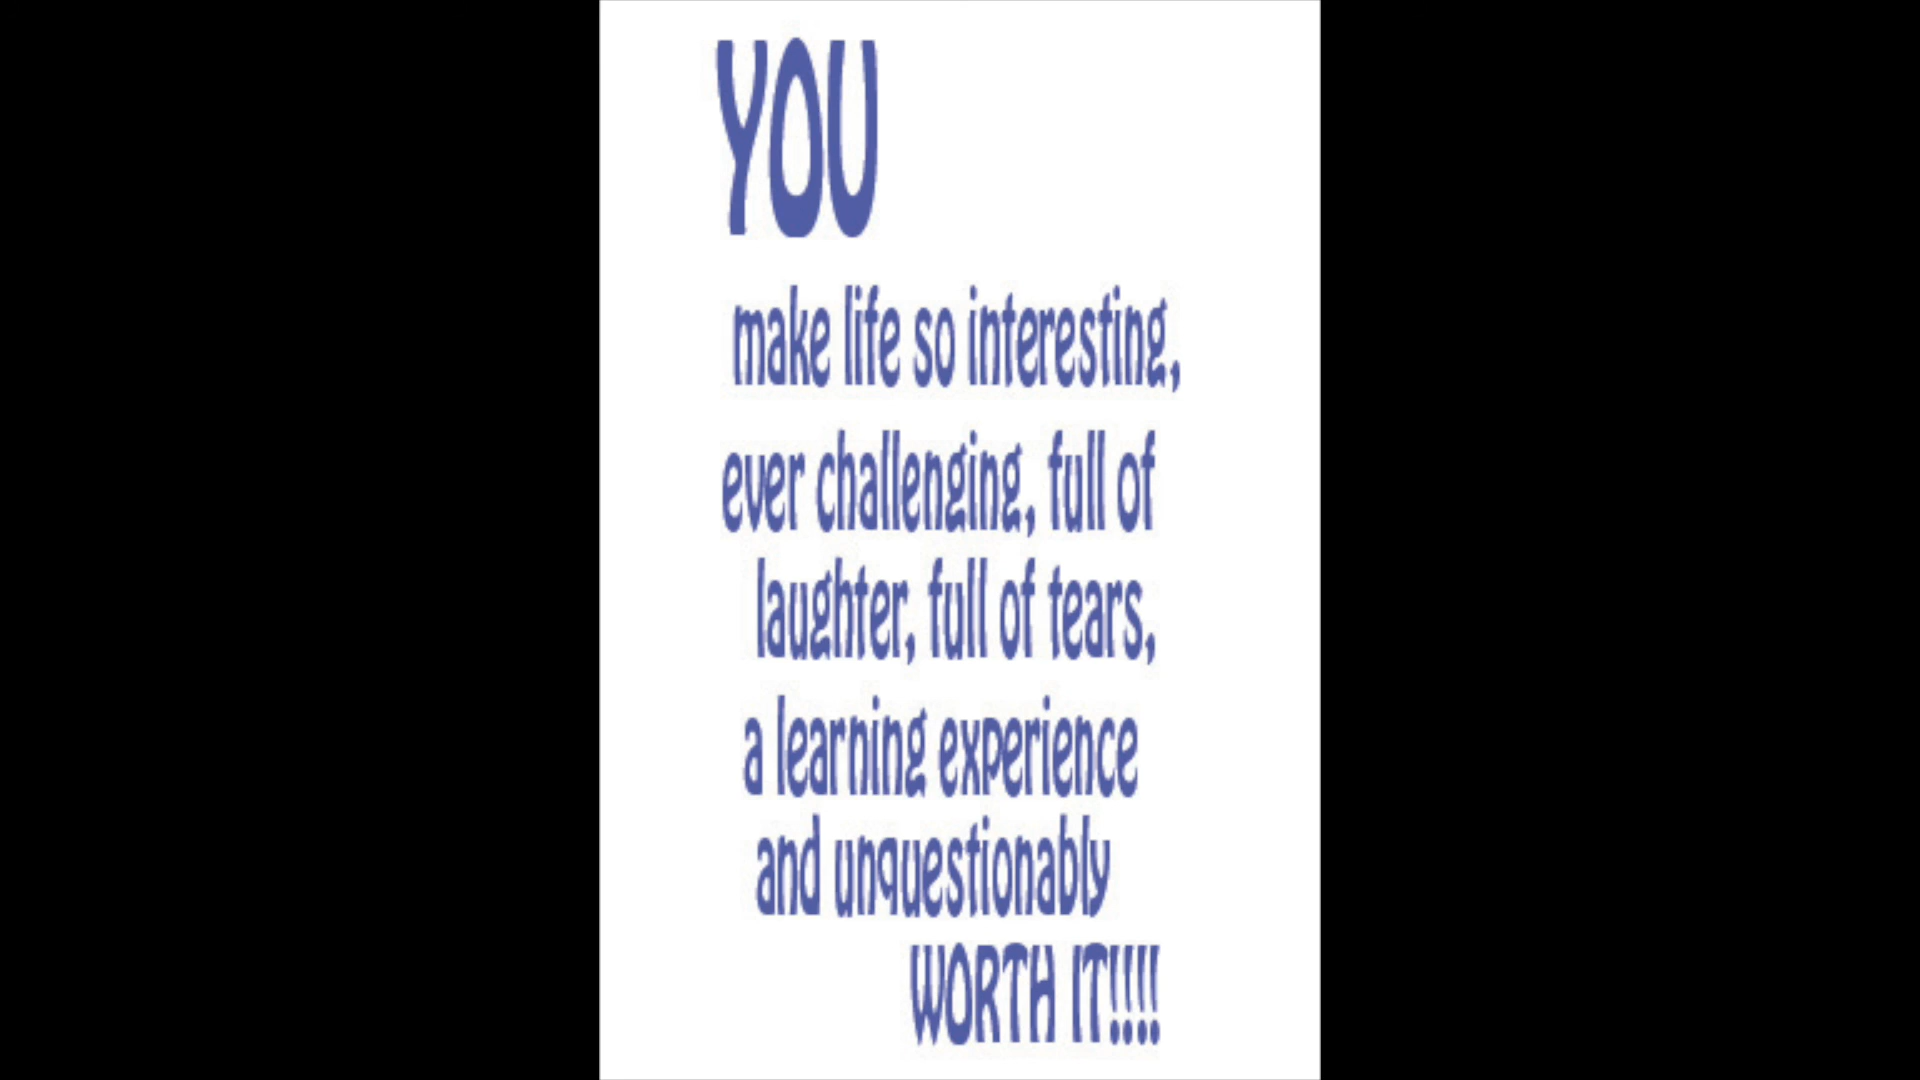 YOU
make life so interesting,
ever challenging, full of
laughter, full of tears,
a learning experience
and unquestionably
WORTH IT!!!!